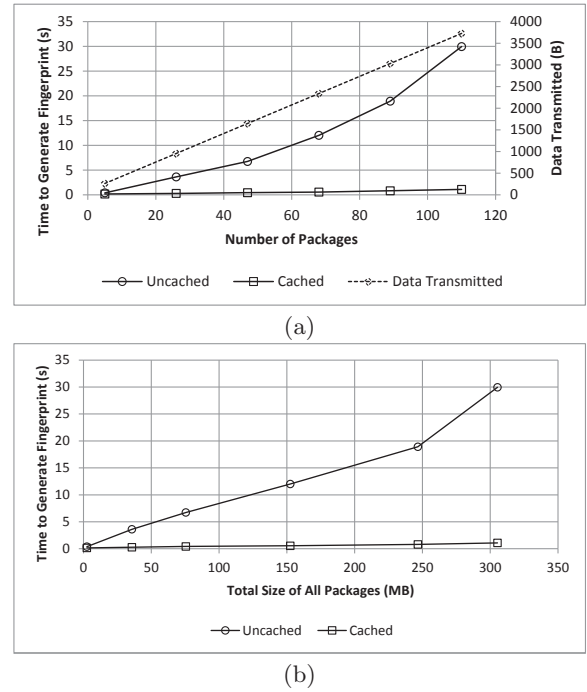 35 4000
30 3500
25 3000
20 2500
15 2000
10 1500
5 1000
0 500
0
Time to Generate Fingerprint (s)
Data Transmitted (B)
0 20 40 60 80 100 120
Number of Packages
Uncached Cached Data Transmitted
(a)
35
30
25
20
15
10
5
0
Time to Generate Fingerprint (s)
0 50 100 150 200 250 300 350
Total Size of All Packages (MB)
Uncached Cached
(b)